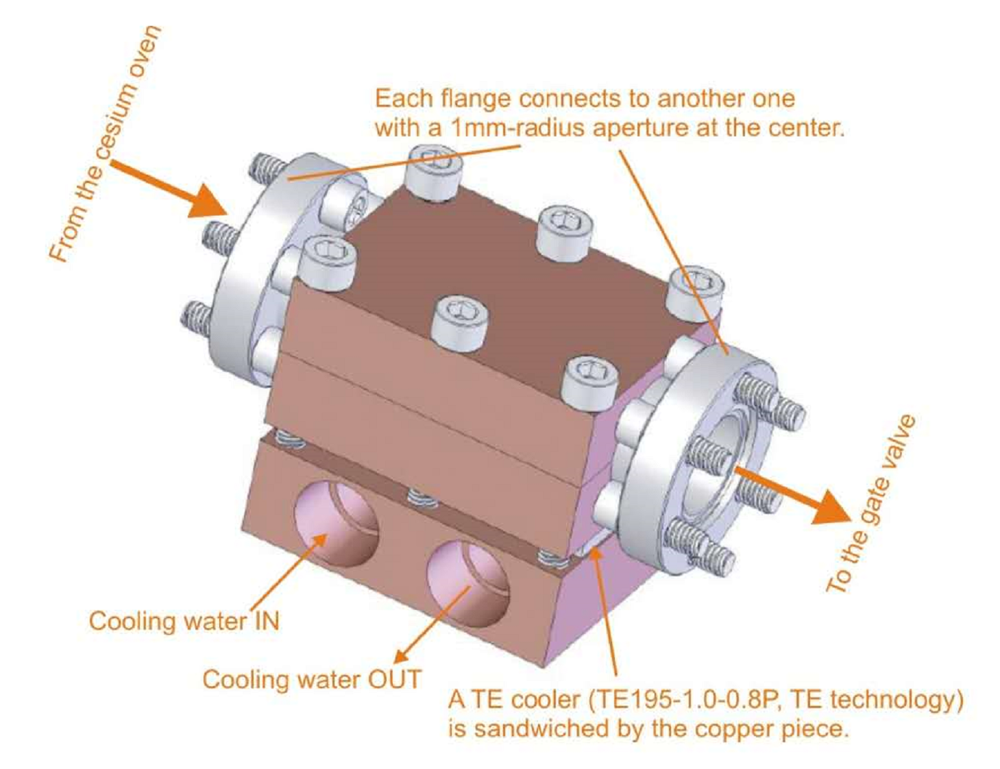 From the cesium oven
Each flange connects to another one
with a 1mm-radius aperture at the center.
To the gate valve
Cooling water IN
Cooling water OUT
A TE cooler (TE195-1.0-0.8P, TE technology)
is sandwiched by the copper piece.